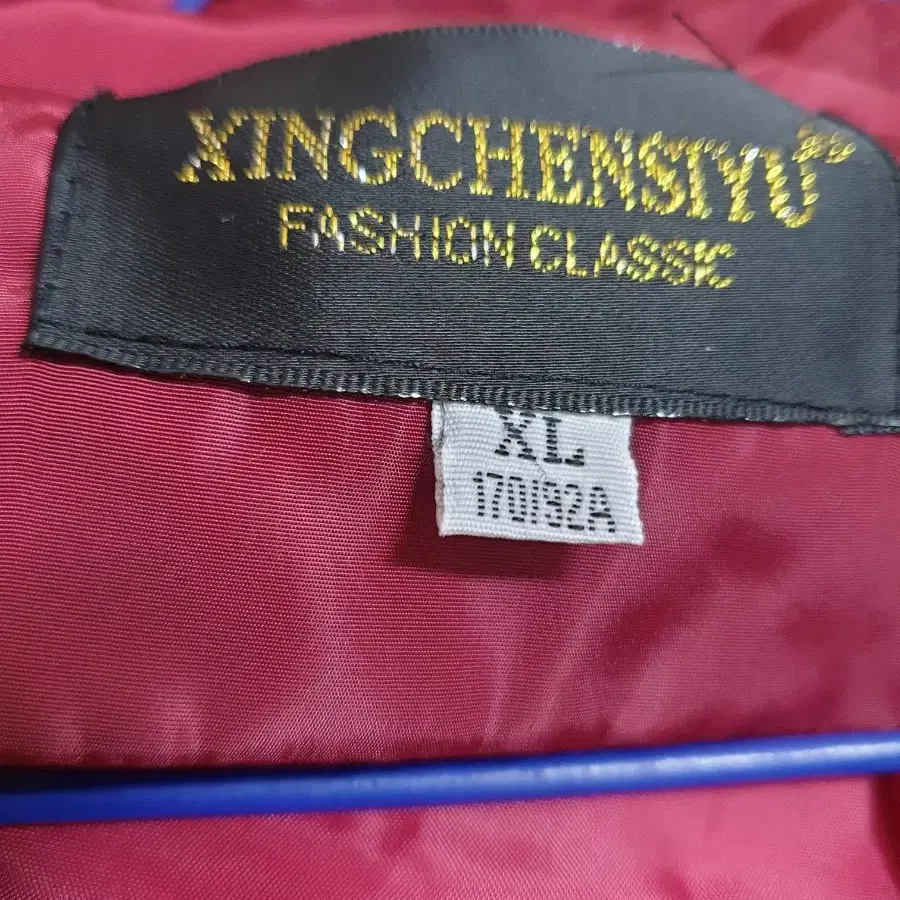 XINGCHENSIYU
FASHION CLASSIC
XL
170/92A